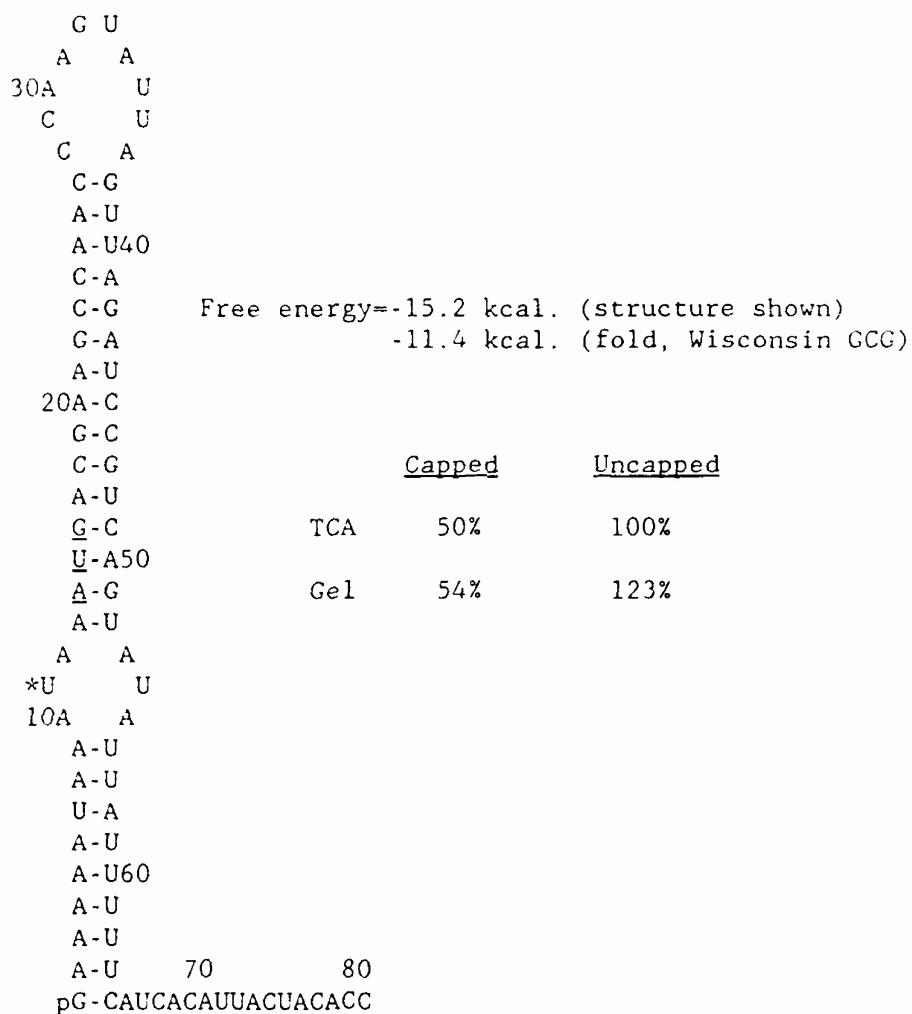 G U
A A
30A U
C U
C A
C-G
A-U
A-U40
C-A
C-G Free energy=-15.2 kcal. (structure shown)
G-A -11.4 kcal. (fold, Wisconsin GCG)
A-U
20A-C
G-C
C-G Capped Uncapped
A-U
G-C TCA 50% 100%
U-A50
A-G Gel 54% 123%
A-U
A A
*U U
10A A
A-U
A-U
U-A
A-U
A-U60
A-U
A-U
A-U 70 80
pG-CAUCACAUUACUACACC